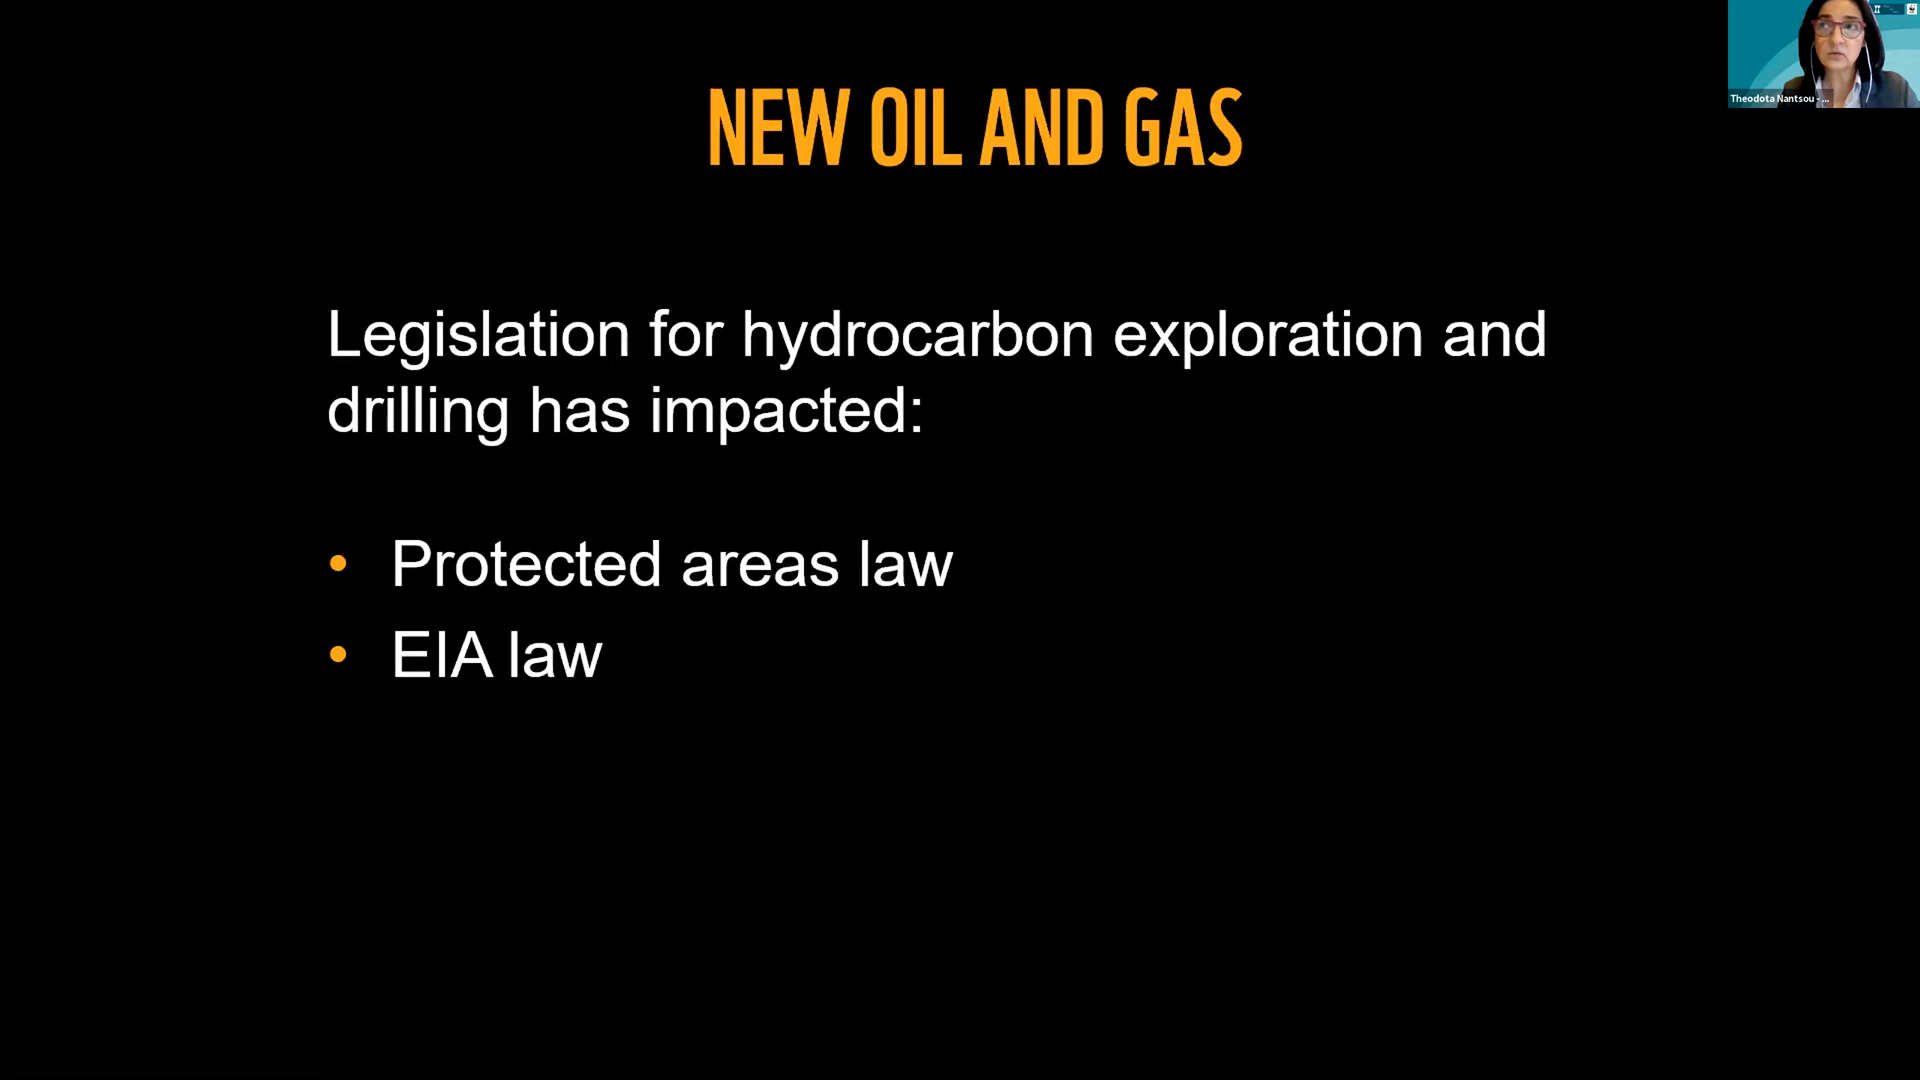 NEW OIL AND GAS
Legislation for hydrocarbon exploration and
drilling has impacted:
• Protected areas law
• EIA law
Theodota Nantsou - ...